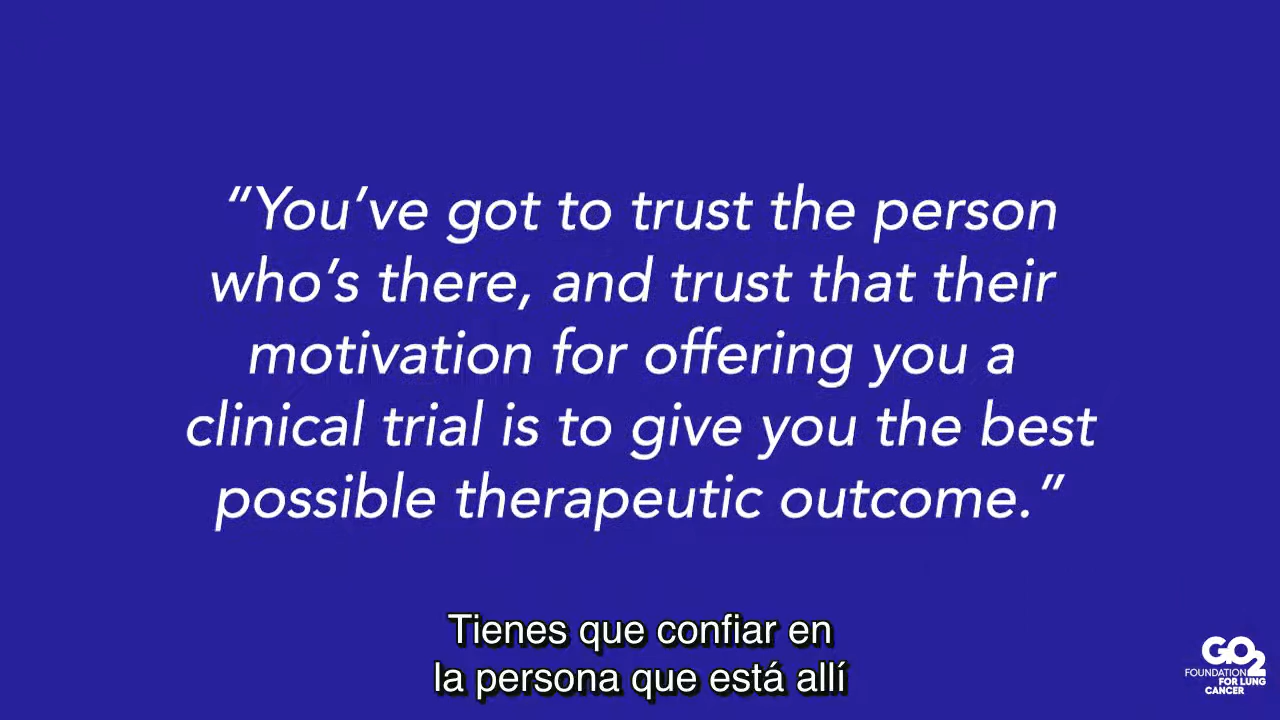 “You’ve got to trust the person
who’s there, and trust that their
motivation for offering you a
clinical trial is to give you the best
possible therapeutic outcome.”
Tienes que confiar en
la persona que está allí
GO2
FOUNDATION
FOR LUNG
CANCER